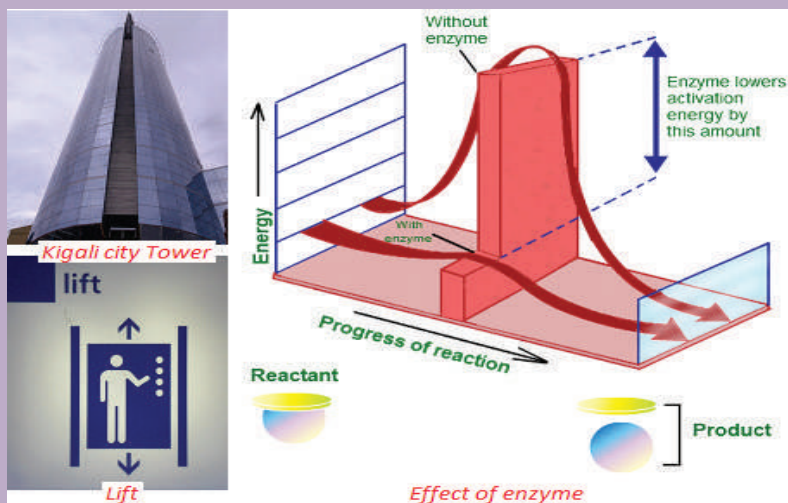 Kigali city Tower
lift
Lift
Without
enzyme
Enzyme lowers
activation
energy by
this amount
Energy
With
enzyme
Progress of reaction
Reactant
Product
Effect of enzyme